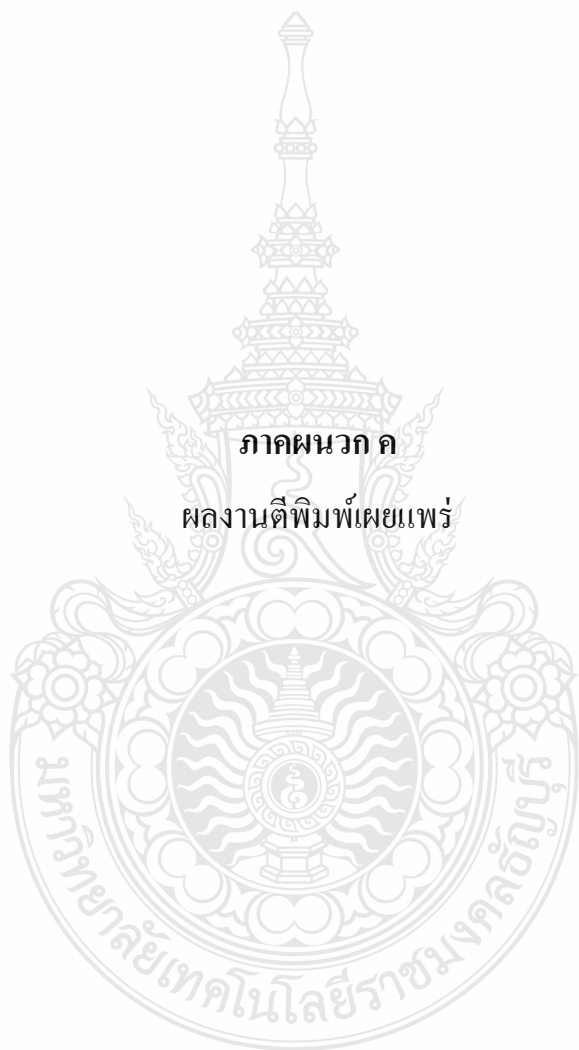 ภาคผนวก ค
ผลงานตีพิมพ์เผยแพร่
มหาวิทยาลัยเทคโนโลยีราชมงคลธัญบุรี